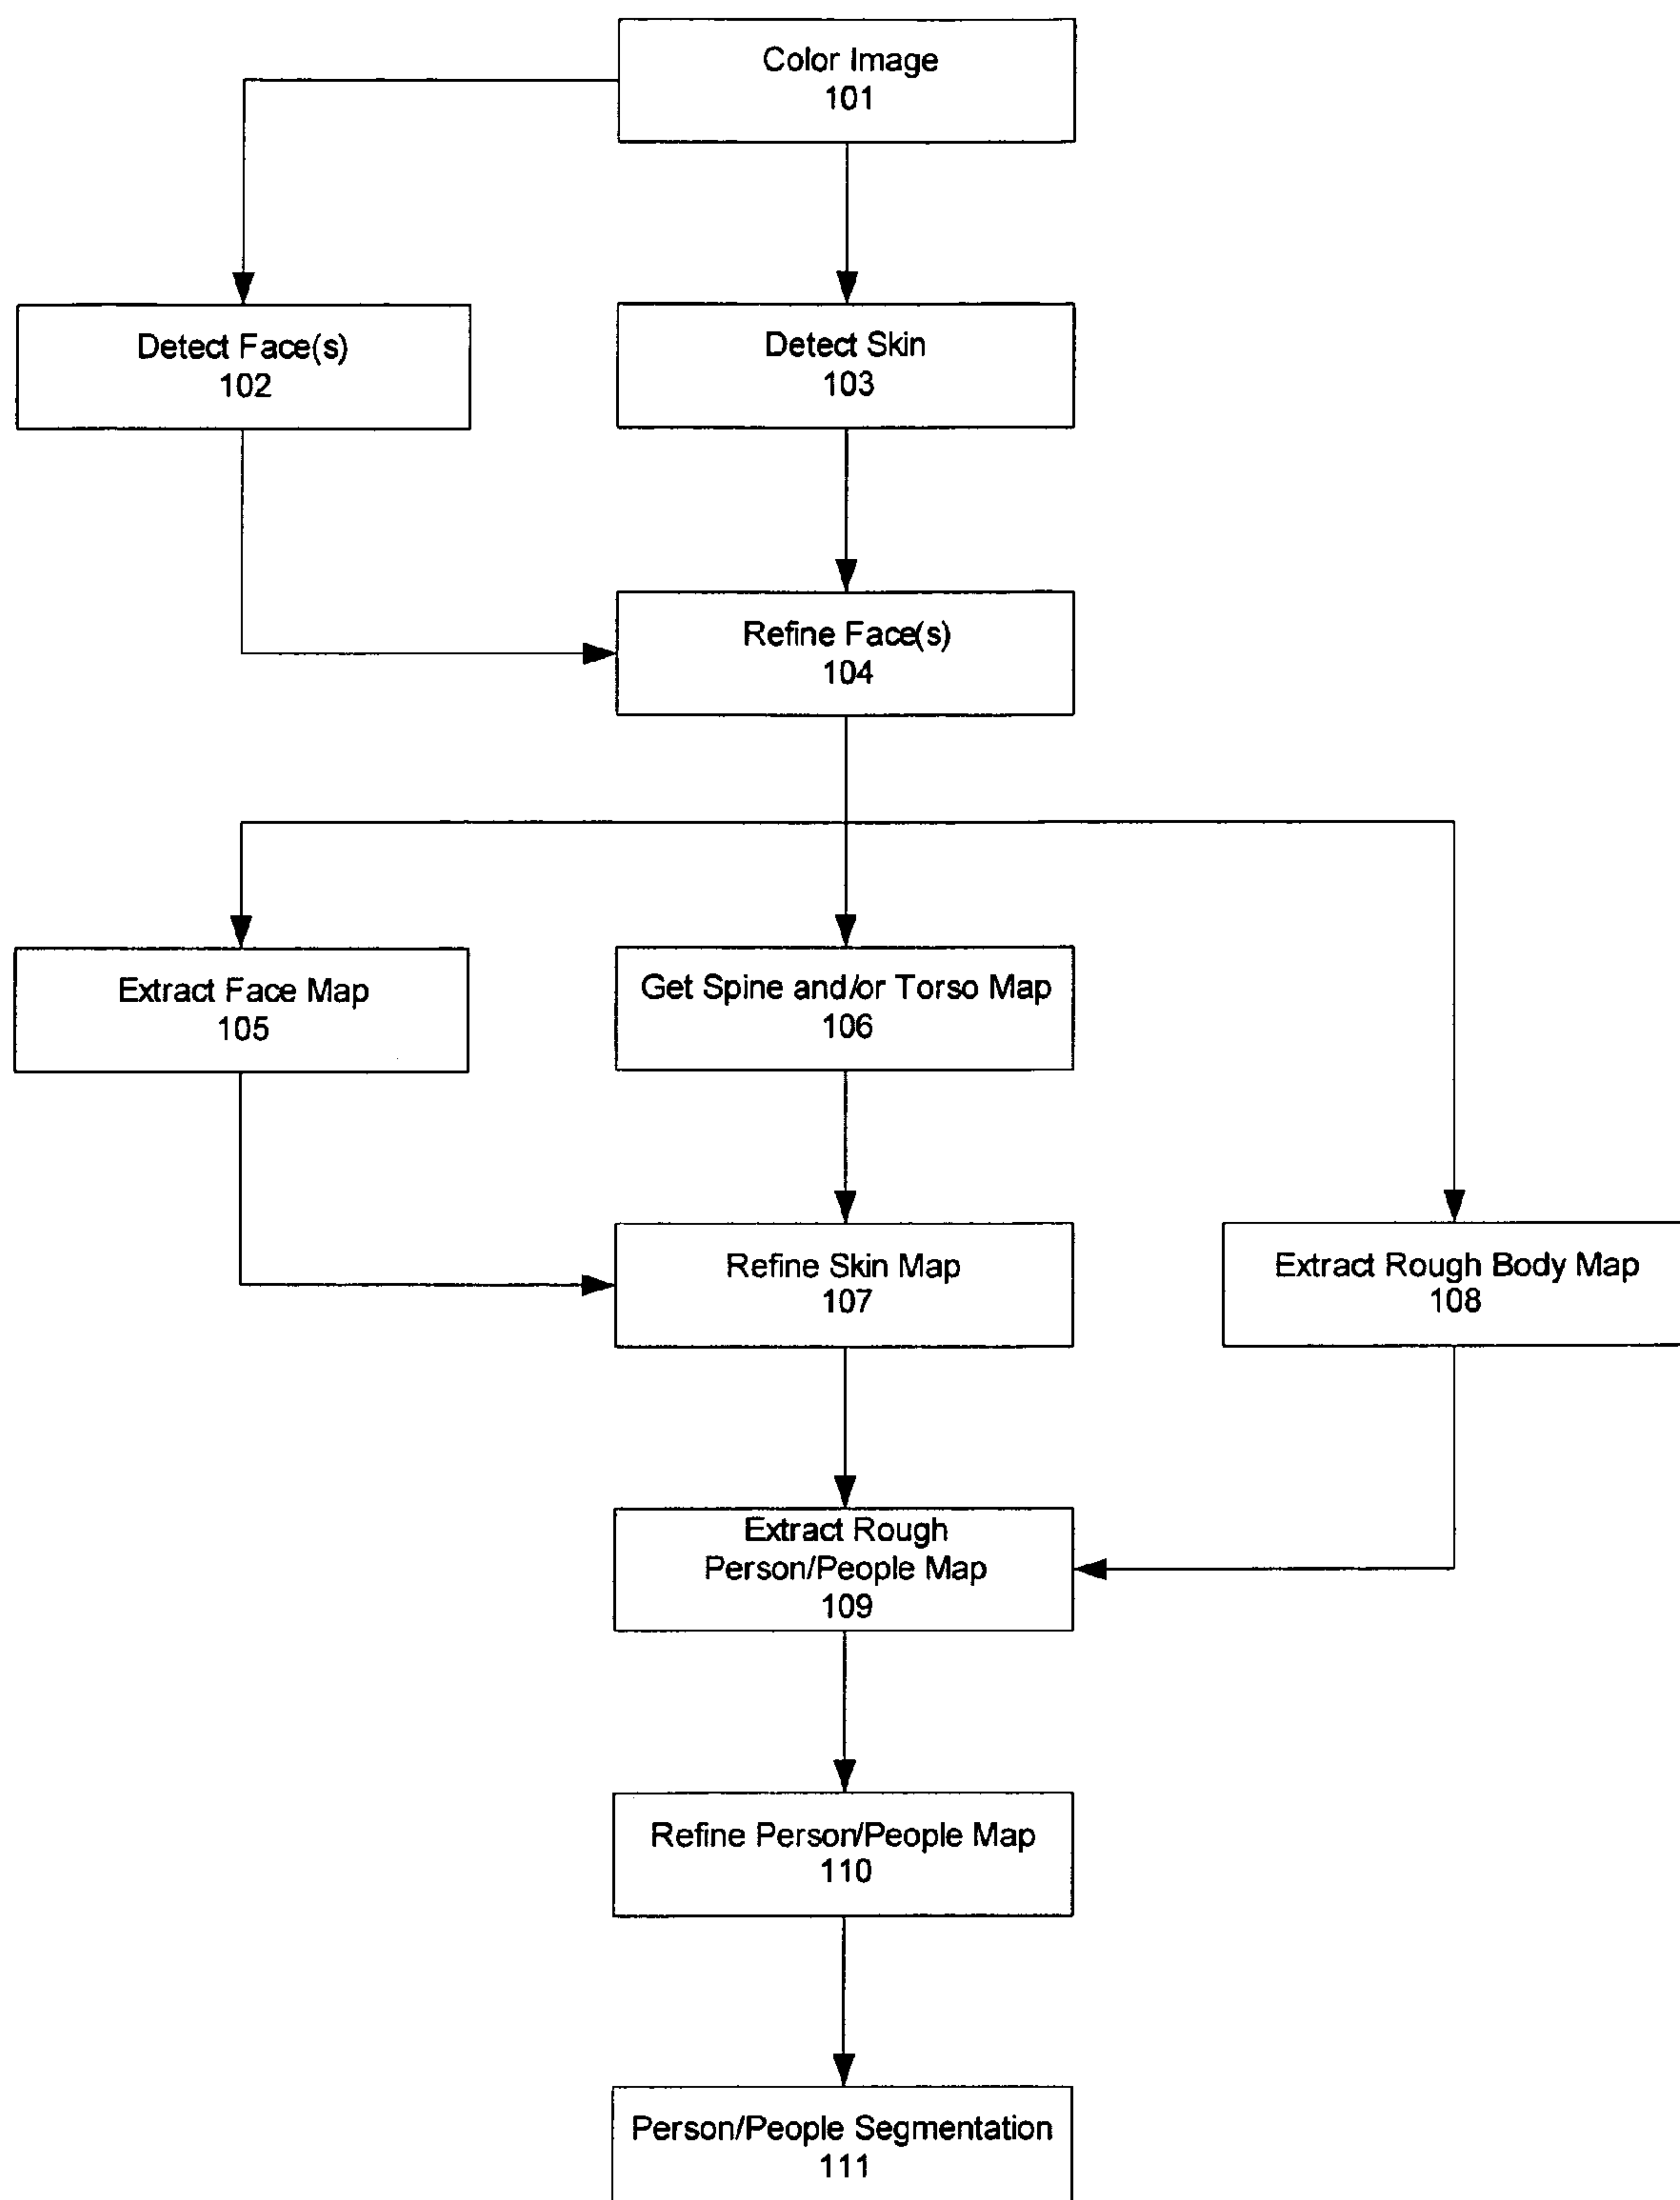 Color Image
101
Detect Face(s)
102
Detect Skin
103
Refine Face(s)
104
Extract Face Map
105
Get Spine and/or Torso Map
106
Refine Skin Map
107
Extract Rough Body Map
108
Extract Rough
Person/People Map
109
Refine Person/People Map
110
Person/People Segmentation
111